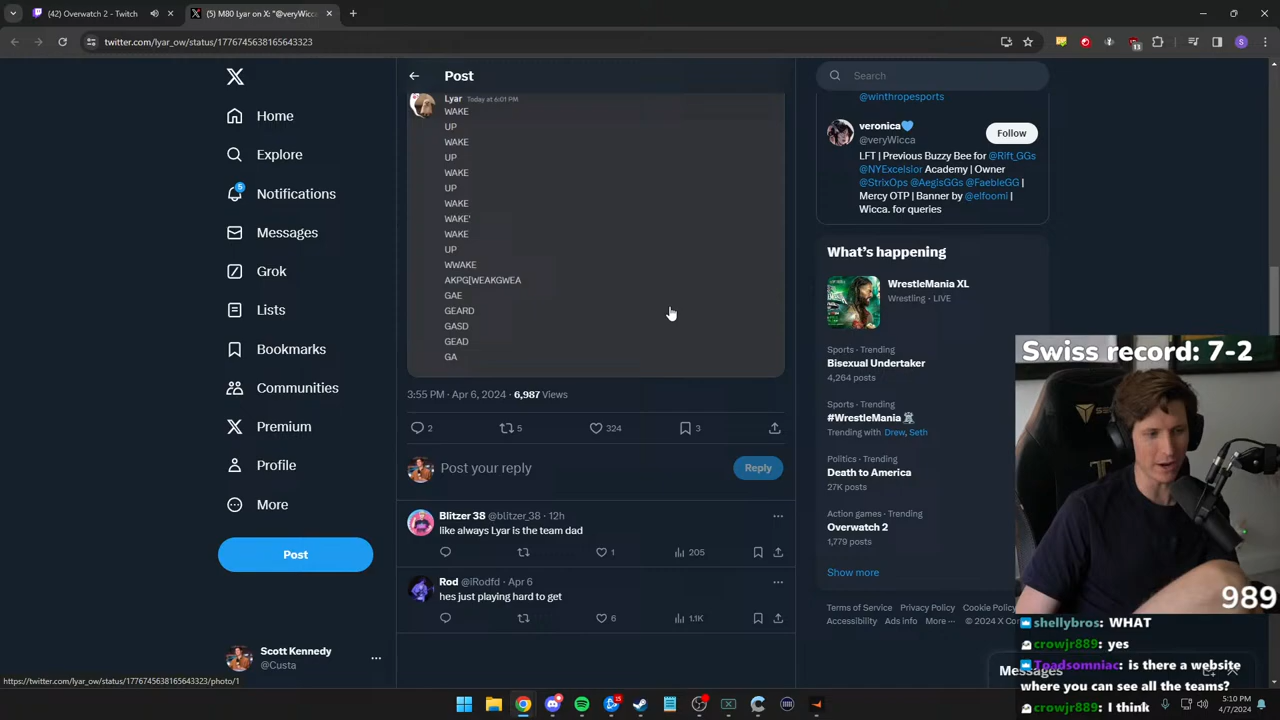 (42) Overwatch 2 - Twitch
(5) M80 Lyar on X: "@veryWicca
twitter.com/lyar_ow/status/1776745638165643323
11
S
Post
Search
Home
Explore
5
Notifications
Messages
Grok
Lists
Bookmarks
Communities
Premium
Profile
More
Post
Scott Kennedy
@Custa
Lyar Today at 6:01 PM
WAKE
UP
WAKE
UP
WAKE
UP
WAKE
WAKE'
WAKE
UP
WWAKE
AKPG[WEAKGWEA
GAE
GEARD
GASD
GEAD
GA
3:55 PM · Apr 6, 2024 · 6,987 Views
2
5
324
3
Post your reply
Reply
Blitzer 38 @blitzer_38 · 12h
like always Lyar is the team dad
1
205
Rod @iRodfd · Apr 6
hes just playing hard to get
6
1.1K
@winthropesports
veronica💙
@veryWicca
Follow
LFT | Previous Buzzy Bee for @Rift_GGs
@NYExcelsior Academy | Owner
@StrixOps @AegisGGs @FaebleGG |
Mercy OTP | Banner by @elfoomi |
Wicca. for queries
What's happening
WrestleMania XL
Wrestling · LIVE
Sports · Trending
Bisexual Undertaker
4,264 posts
Sports · Trending
#WrestleMania
Trending with Drew, Seth
Politics · Trending
Death to America
27K posts
Action games · Trending
Overwatch 2
1,779 posts
Show more
Terms of Service Privacy Policy Cookie Policy
Accessibility Ads info More ··· © 2024 X Cor
Messages
Swiss record: 7-2
989
shellybros: WHAT
crowjr889: yes
Toadsomniac: is there a website
where you can see all the teams?
crowjr889: I think
https://twitter.com/lyar_ow/status/1776745638165643323/photo/1
15
5:10 PM
4/7/2024